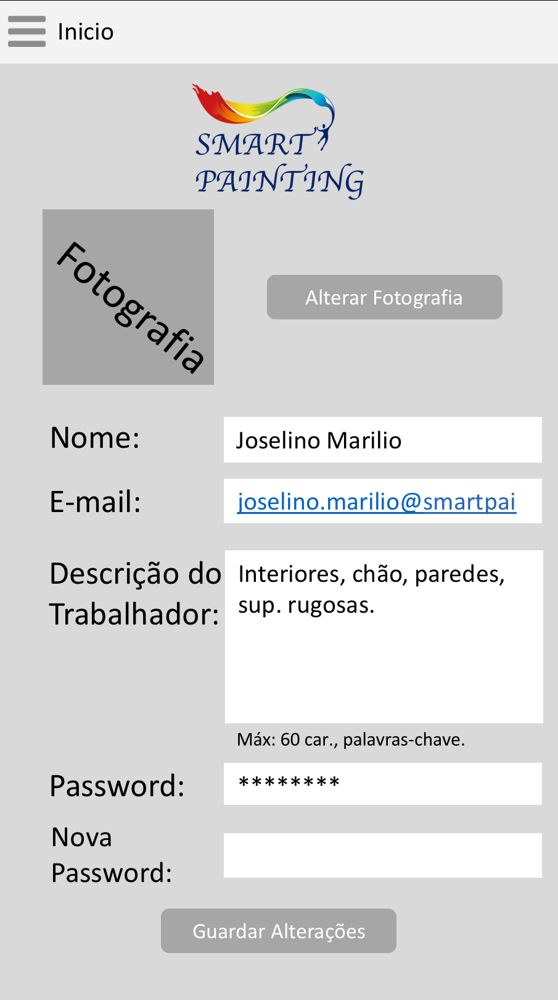 Inicio
SMART
PAINTING
Fotografia
Alterar Fotografia
Nome:
Joselino Marilio
E-mail:
joselino.marilio@smartpai
Descrição do
Trabalhador:
Interiores, chão, paredes,
sup. rugosas.
Máx: 60 car., palavras-chave.
Password:
********
Nova
Password:
Guardar Alterações